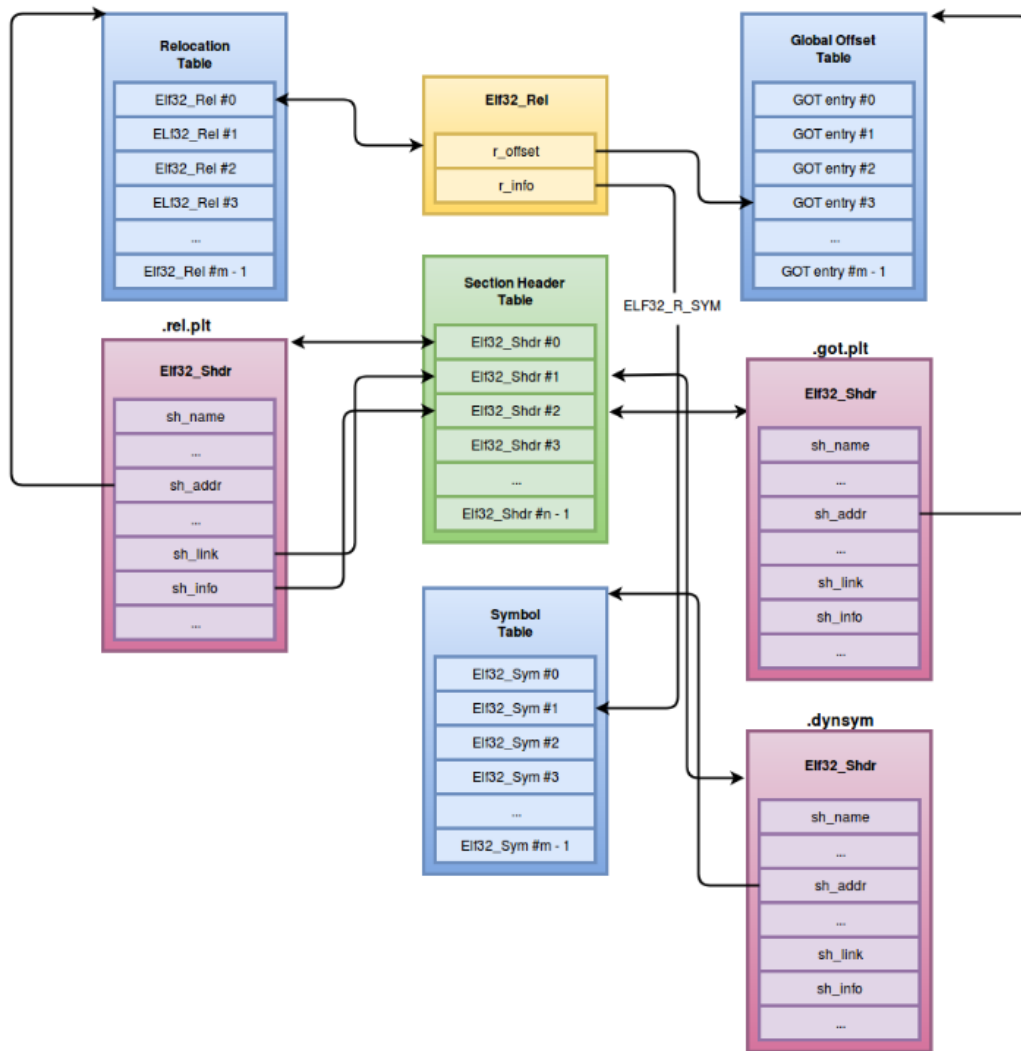 Relocation
Table
Elf32_Rel #0
ELf32_Rel #1
Elf32_Rel #2
ELf32_Rel #3
...
Elf32_Rel #m - 1
Elf32_Rel
r_offset
r_info
Global Offset
Table
GOT entry #0
GOT entry #1
GOT entry #2
GOT entry #3
...
GOT entry #m - 1
ELF32_R_SYM
.rel.plt
Elf32_Shdr
sh_name
...
sh_addr
...
sh_link
sh_info
...
Section Header
Table
Elf32_Shdr #0
Elf32_Shdr #1
Elf32_Shdr #2
Elf32_Shdr #3
...
Elf32_Shdr #n - 1
.got.plt
Elf32_Shdr
sh_name
...
sh_addr
...
sh_link
sh_info
...
Symbol
Table
Elf32_Sym #0
Elf32_Sym #1
Elf32_Sym #2
Elf32_Sym #3
...
Elf32_Sym #m - 1
.dynsym
Elf32_Shdr
sh_name
...
sh_addr
...
sh_link
sh_info
...